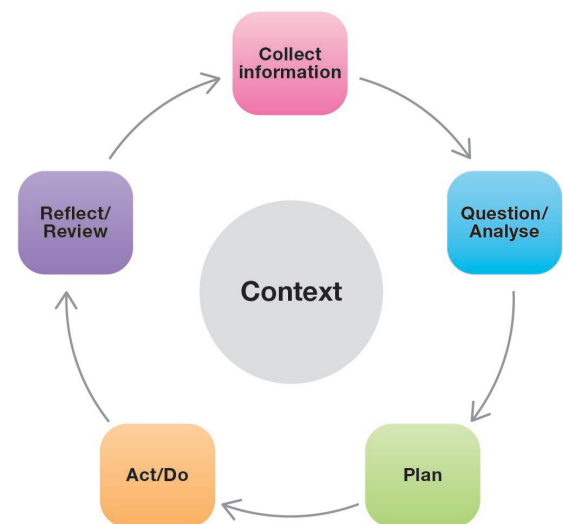 Collect
information
Question/
Analyse
Plan
Act/Do
Reflect/
Review
Context